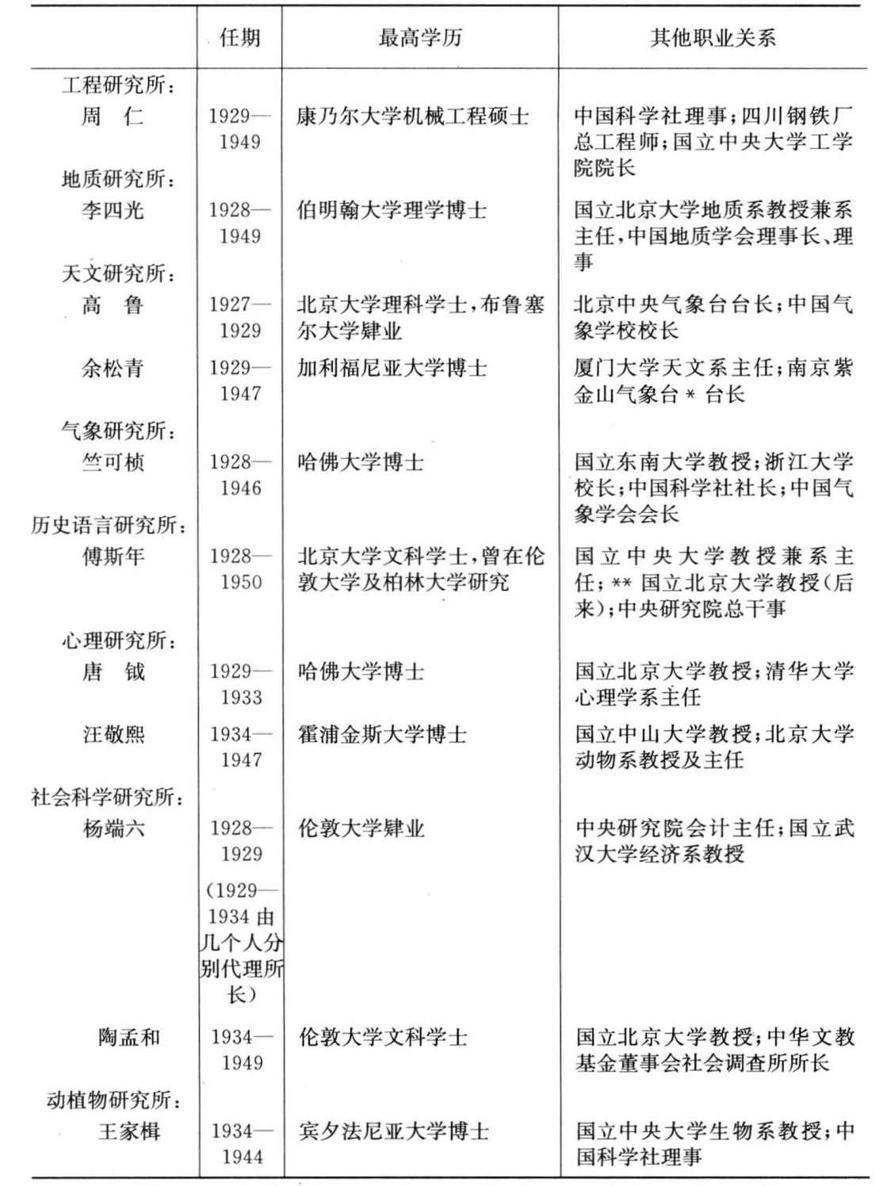 任期 最高学历 其他职业关系
工程研究所：
周　仁 1929— 康乃尔大学机械工程硕士 中国科学社理事；四川钢铁厂
1949 总工程师；国立中央大学工学
院院长
地质研究所：
李四光 1928— 伯明翰大学理学博士 国立北京大学地质系教授兼系
1949 主任，中国地质学会理事长、理
事
天文研究所：
高　鲁 1927— 北京大学理科学士，布鲁塞 北京中央气象台台长；中国气
1929 尔大学肄业 象学校校长
余松青 1929— 加利福尼亚大学博士 厦门大学天文系主任；南京紫
1947 金山气象台*台长
气象研究所：
竺可桢 1928— 哈佛大学博士 国立东南大学教授；浙江大学
1946 校长；中国科学社社长；中国气
象学会会长
历史语言研究所：
傅斯年 1928— 北京大学文科学士，曾在伦 国立中央大学教授兼系主
1950 敦大学及柏林大学研究 任；**国立北京大学教授（后
来）；中央研究院总干事
心理研究所：
唐　钺 1929— 哈佛大学博士 国立北京大学教授；清华大学
1933 心理学系主任
汪敬熙 1934— 霍浦金斯大学博士 国立中山大学教授；北京大学
1947 动物系教授及主任
社会科学研究所：
杨端六 1928— 伦敦大学肄业 中央研究院会计主任；国立武
1929 汉大学经济系教授
（1929—
1934由
几个人分
别代理所
长）
陶孟和 1934— 伦敦大学文科学士 国立北京大学教授；中华文教
1949 基金董事会社会调查所所长
动植物研究所：
王家楫 1934— 宾夕法尼亚大学博士 国立中央大学生物系教授；中
1944 国科学社理事